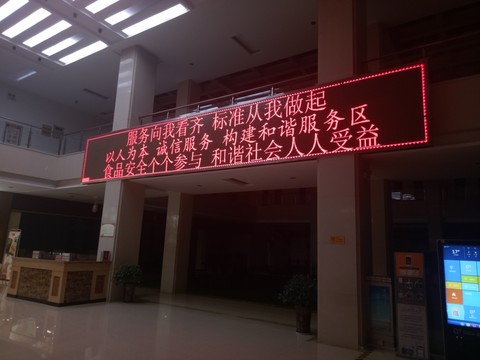 服务向我看齐 标准从我做起
以人为本 诚信服务 构建和谐服务区
食品安全个个参与 和谐社会人人受益